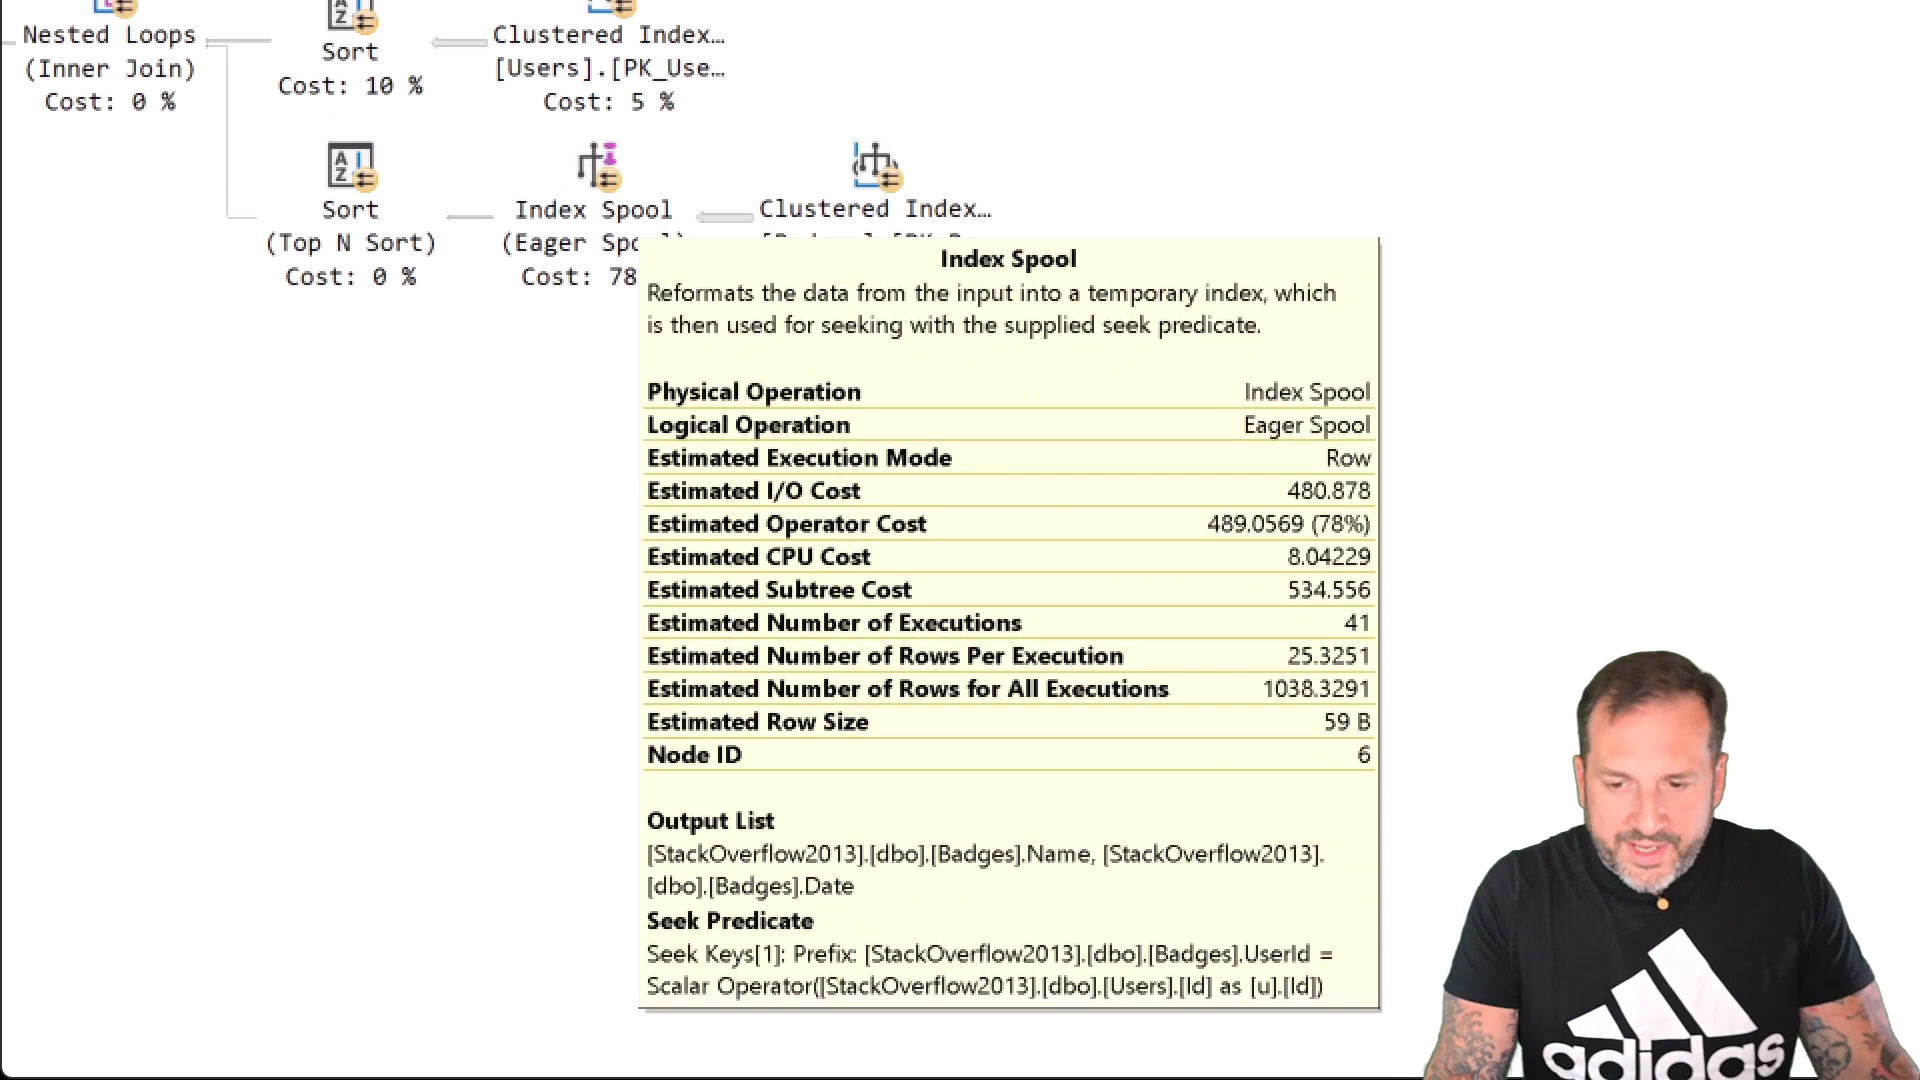 Nested Loops
(Inner Join)
Cost: 0 %
Sort
Cost: 10 %
Clustered Index…
[Users].[PK_Use…
Cost: 5 %
Sort
(Top N Sort)
Cost: 0 %
Index Spool
(Eager Spool)
Cost: 78
Clustered Index…
Index Spool
Reformats the data from the input into a temporary index, which
is then used for seeking with the supplied seek predicate.
Physical Operation Index Spool
Logical Operation Eager Spool
Estimated Execution Mode Row
Estimated I/O Cost 480.878
Estimated Operator Cost 489.0569 (78%)
Estimated CPU Cost 8.04229
Estimated Subtree Cost 534.556
Estimated Number of Executions 41
Estimated Number of Rows Per Execution 25.3251
Estimated Number of Rows for All Executions 1038.3291
Estimated Row Size 59 B
Node ID 6
Output List
[StackOverflow2013].[dbo].[Badges].Name, [StackOverflow2013].
[dbo].[Badges].Date
Seek Predicate
Seek Keys[1]: Prefix: [StackOverflow2013].[dbo].[Badges].UserId =
Scalar Operator([StackOverflow2013].[dbo].[Users].[Id] as [u].[Id])
adidas